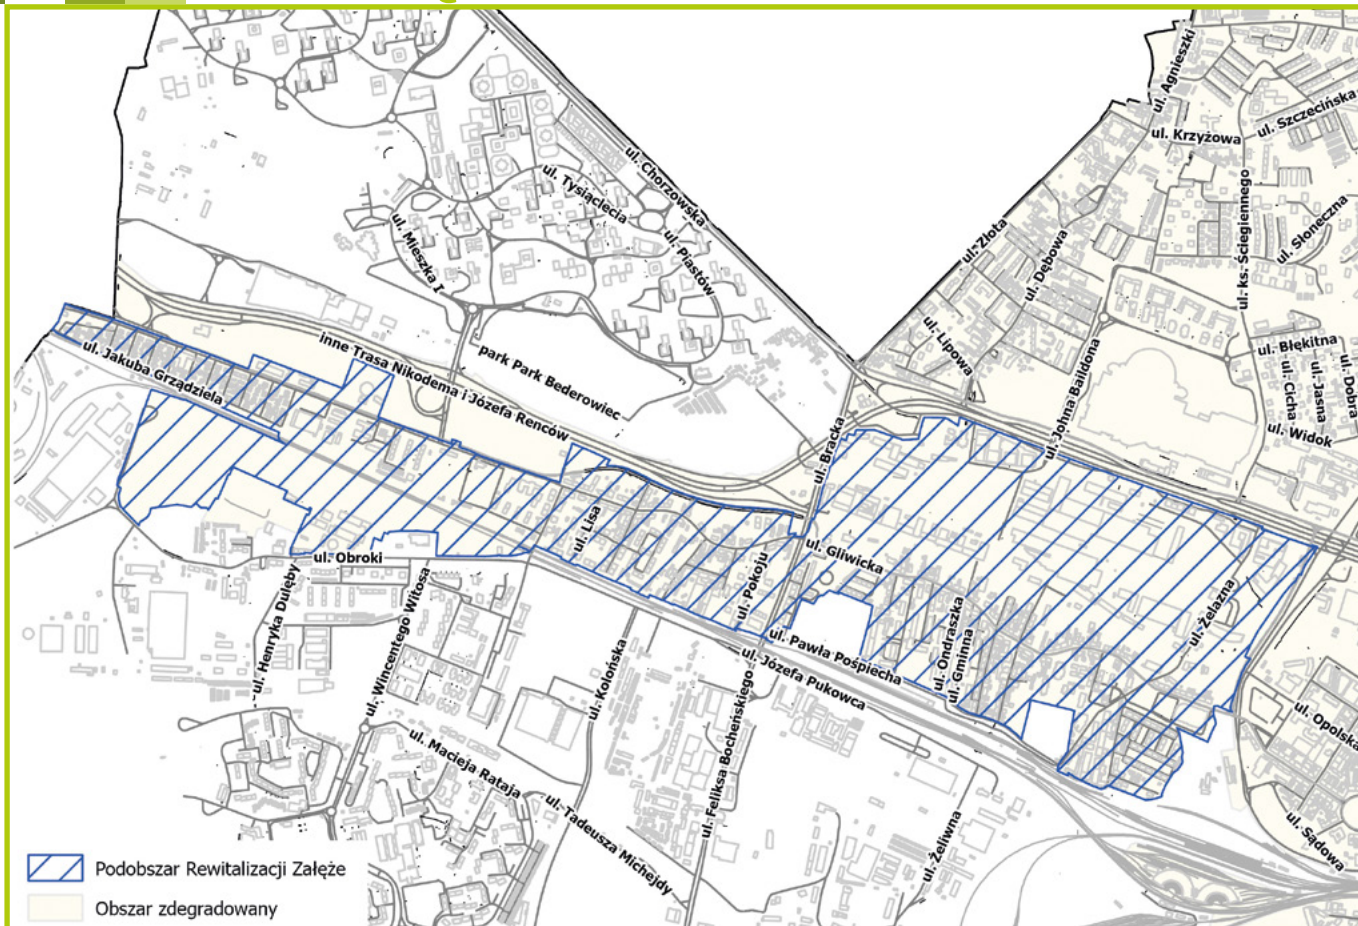 ul. Agnieszki
ul. Szczecińska
ul. Krzyżowa
ul. Chorzowska
ul. Tysiąclecia
ul. ks. Ściegiennego
ul. Słoneczna
ul. Mieszka I
ul. Piastów
ul. Złota
ul. Dębowa
ul. Lipowa
ul. Błękitna
ul. Cicha
ul. Jasna
ul. Dobra
ul. Widok
ul. Jakuba Grządziela
inne Trasa Nikodema i Józefa Renców
park Park Bederowiec
ul. Johna Baildona
ul. Bracka
ul. Lisa
ul. Obroki
ul. Gliwicka
ul. Pokoju
ul. Henryka Dulęby
ul. Wincentego Witosa
ul. Ondraszka
ul. Gminna
ul. Żelazna
ul. Pawła Pośpiecha
ul. Józefa Pukowca
ul. Kolońska
ul. Feliksa Bocheńskiego
ul. Opolska
ul. Macieja Rataja
ul. Tadeusza Michejdy
ul. Żeliwna
ul. Sądowa
Podobszar Rewitalizacji Załęże
Obszar zdegradowany